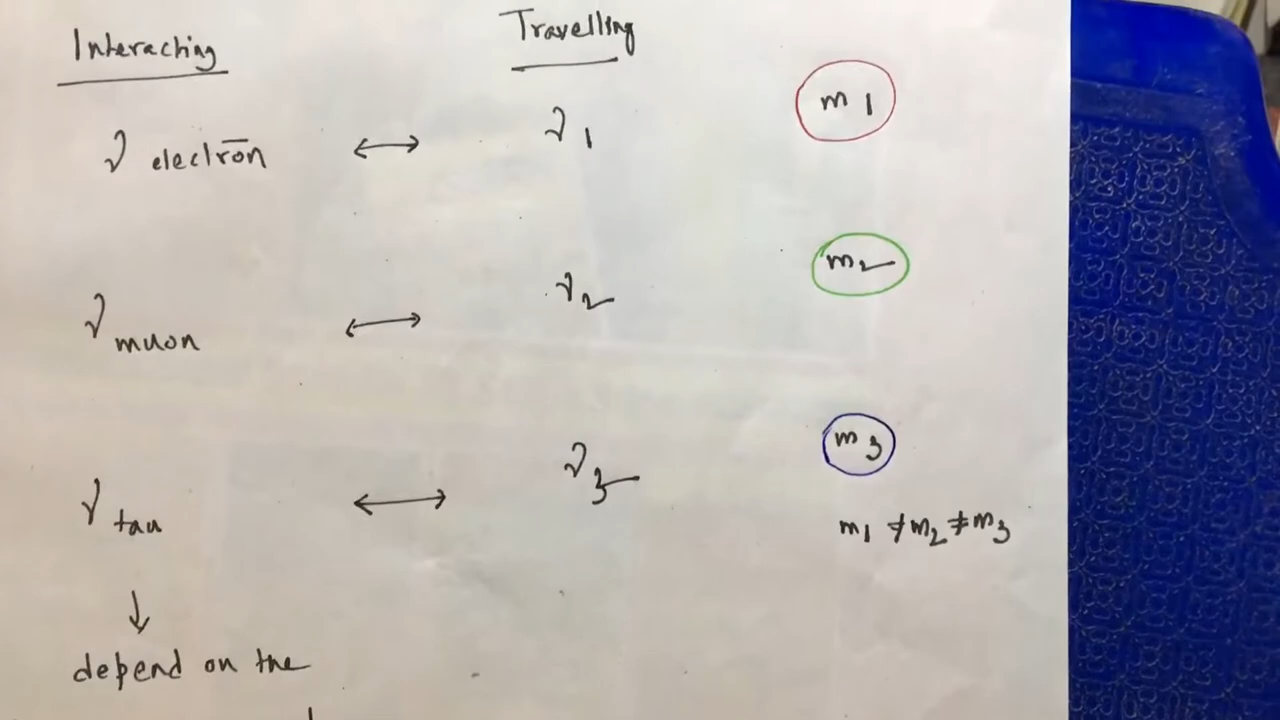 Interacting Travelling
ν electron ↔ ν1 m1
ν muon ↔ ν2 m2
ν tau ↔ ν3 m3
m1 ≠ m2 ≠ m3
↓
depend on the